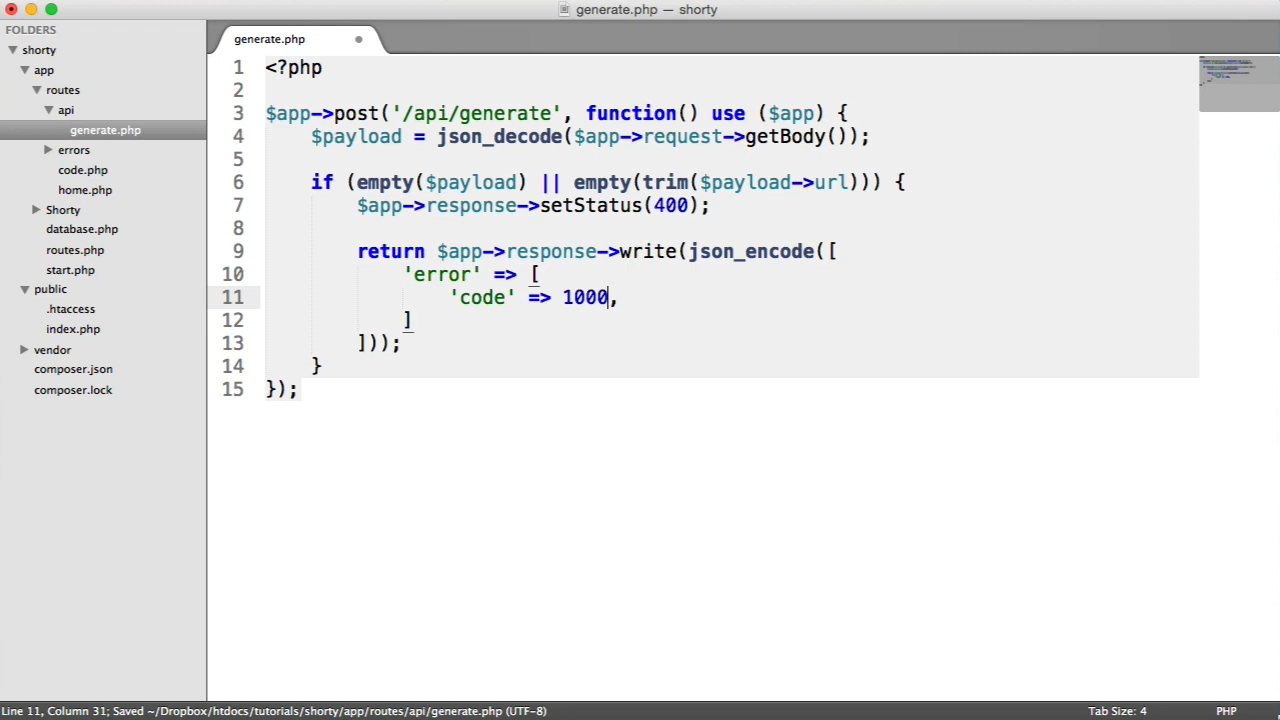 generate.php — shorty
FOLDERS
shorty
app
routes
api
generate.php
errors
code.php
home.php
Shorty
database.php
routes.php
start.php
public
.htaccess
index.php
vendor
composer.json
composer.lock
generate.php
1 <?php
2
3 $app->post('/api/generate', function() use ($app) {
4     $payload = json_decode($app->request->getBody());
5
6     if (empty($payload) || empty(trim($payload->url))) {
7         $app->response->setStatus(400);
8
9         return $app->response->write(json_encode([
10             'error' => [
11                 'code' => 1000,
12             ]
13         ]));
14     }
15 });
Line 11, Column 31; Saved ~/Dropbox/htdocs/tutorials/shorty/app/routes/api/generate.php (UTF-8)
Tab Size: 4
PHP